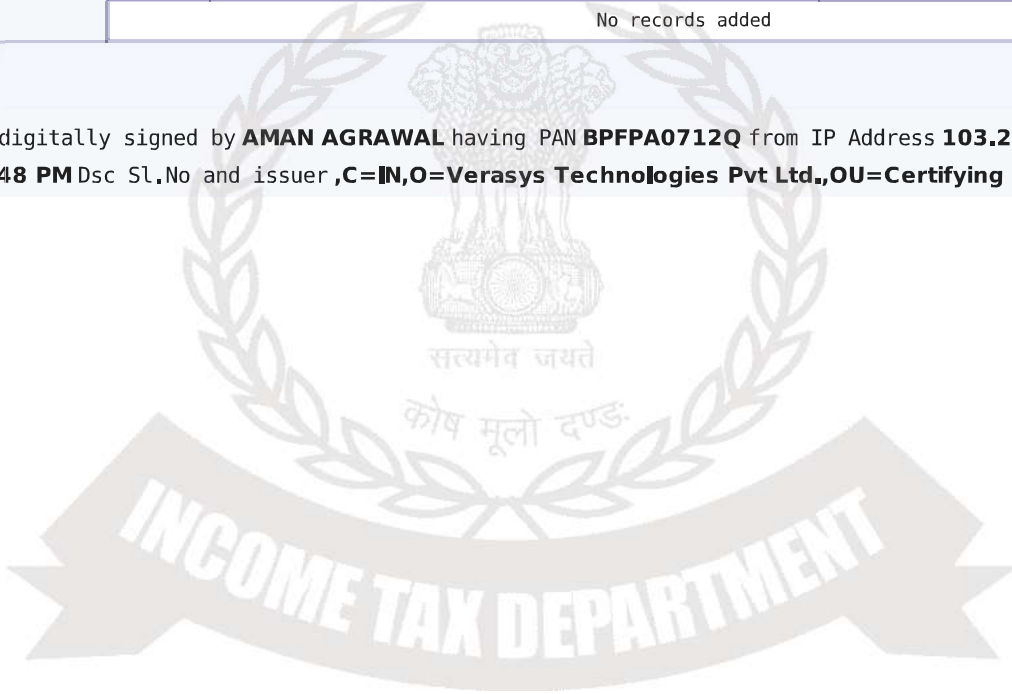 No records added
digitally signed by AMAN AGRAWAL having PAN BPFPA0712Q from IP Address 103.2
48 PM Dsc Sl.No and issuer ,C=IN,O=Verasys Technologies Pvt Ltd.,OU=Certifying
सत्यमेव जयते
कोष मूलो दण्डः
INCOME TAX DEPARTMENT